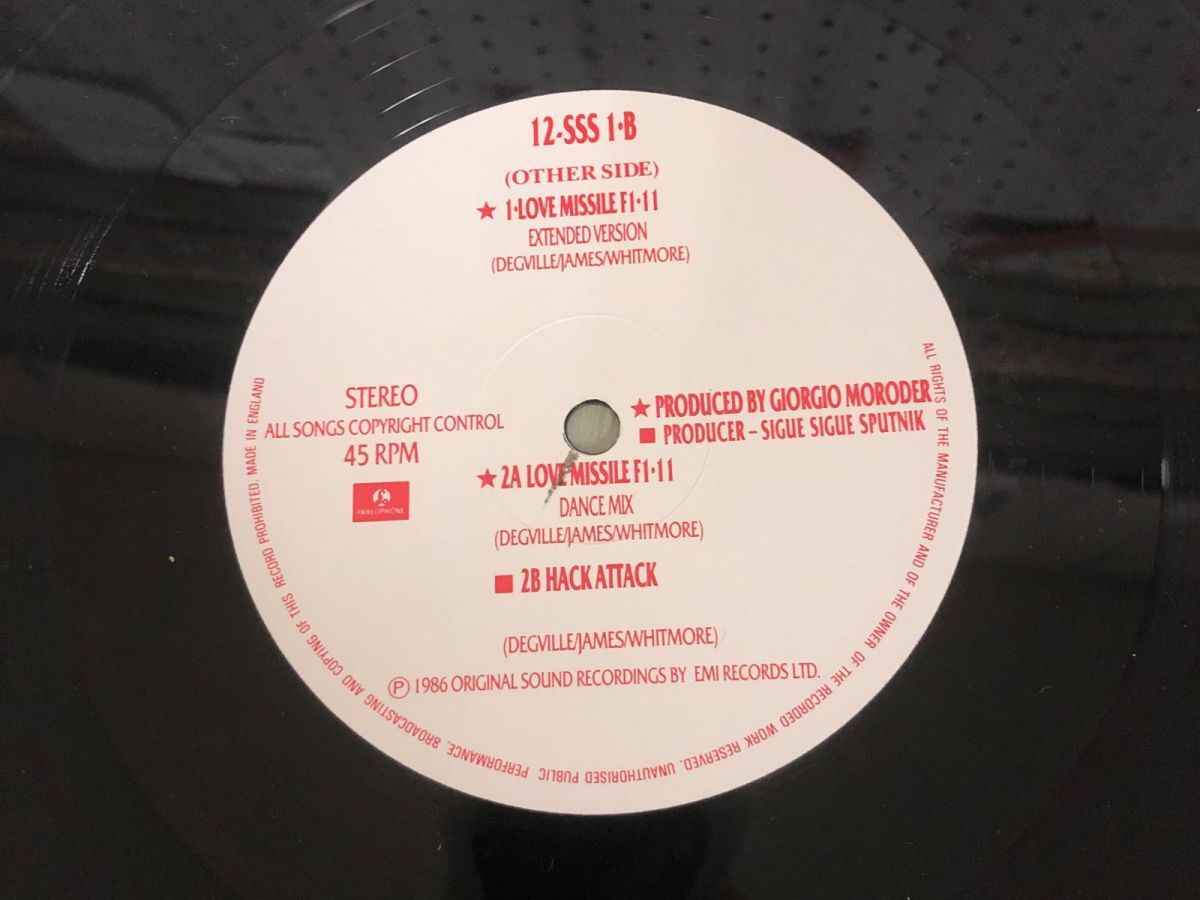 12-SSS 1·B
(OTHER SIDE)
★ 1·LOVE MISSILE F1·11
EXTENDED VERSION
(DEGVILLE/JAMES/WHITMORE)
STEREO
ALL SONGS COPYRIGHT CONTROL
45 RPM
PARLOPHONE
★ PRODUCED BY GIORGIO MORODER
■ PRODUCER – SIGUE SIGUE SPUTNIK
★ 2A LOVE MISSILE F1·11
DANCE MIX
(DEGVILLE/JAMES/WHITMORE)
■ 2B HACK ATTACK
(DEGVILLE/JAMES/WHITMORE)
Ⓟ 1986 ORIGINAL SOUND RECORDINGS BY EMI RECORDS LTD.
ALL RIGHTS OF THE MANUFACTURER AND OF THE OWNER OF THE RECORDED WORK RESERVED. UNAUTHORISED PUBLIC PERFORMANCE, BROADCASTING AND COPYING OF THIS RECORD PROHIBITED. MADE IN ENGLAND